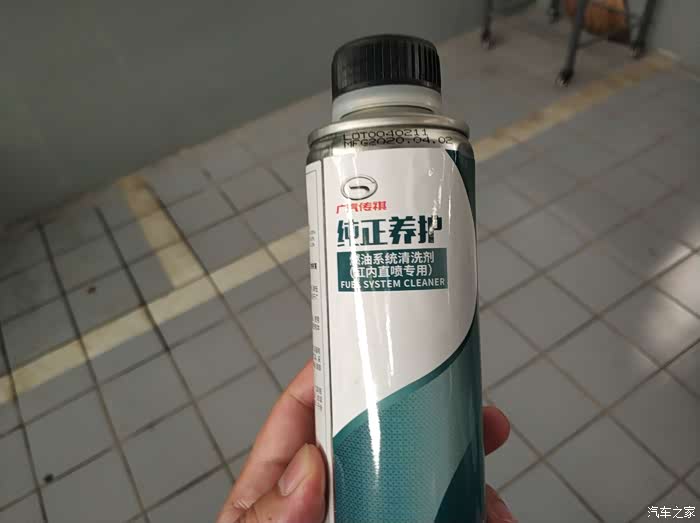 LOT0040211
MFG2020.04.02
广汽传祺
纯正养护
燃油系统清洗剂
(缸内直喷专用)
FUEL SYSTEM CLEANER
汽车之家